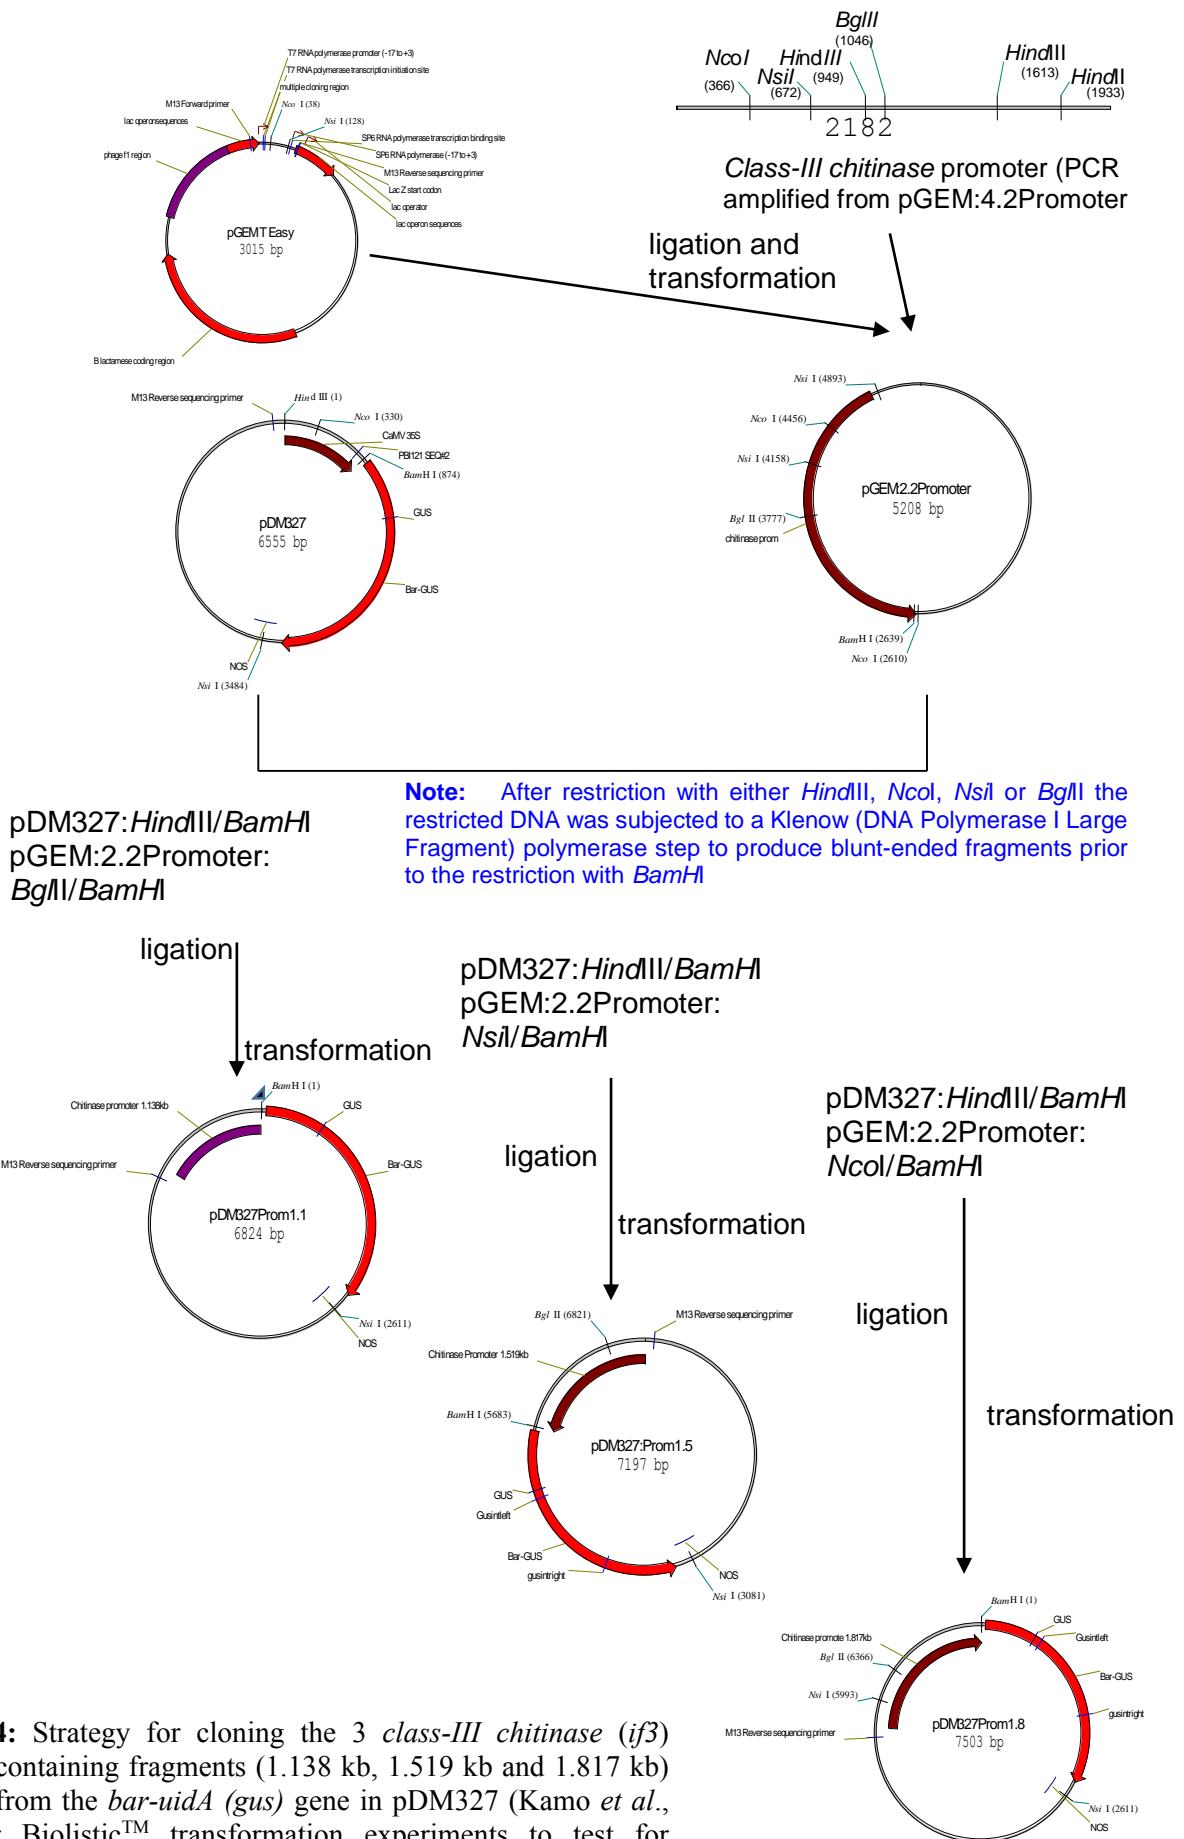 T7 RNA polymerase promoter (-17 to +3)
T7 RNA polymerase transcription initiation site
multiple cloning region
Nco I (38)
M13 Forward primer
Nsi I (128)
lac operon sequences
SP6 RNA polymerase transcription binding site
SP6 RNA polymerase (-17 to +3)
phage f1 region
M13 Reverse sequencing primer
Lac Z start codon
lac operator
lac operon sequences
pGEMT Easy
3015 bp
B lactamese coding region
BglII
(1046)
NcoI
(366)
NsiI
(672)
HindIII
(949)
HindIII
(1613)
HindII
(1933)
2182
Class-III chitinase promoter (PCR
amplified from pGEM:4.2Promoter
ligation and
transformation
M13 Reverse sequencing primer
Hind III (1)
Nco I (330)
CaMV 35S
PBI121 SEQ#2
BamH I (874)
GUS
pDM327
6555 bp
Bar-GUS
NOS
Nsi I (3484)
Nsi I (4893)
Nco I (4456)
Nsi I (4158)
pGEM:2.2Promoter
5208 bp
Bgl II (3777)
chitinase prom
BamH I (2639)
Nco I (2610)
Note: After restriction with either HindIII, NcoI, NsiI or BglII the
restricted DNA was subjected to a Klenow (DNA Polymerase I Large
Fragment) polymerase step to produce blunt-ended fragments prior
to the restriction with BamHI
pDM327:HindIII/BamHI
pGEM:2.2Promoter:
BglII/BamHI
ligation
transformation
pDM327:HindIII/BamHI
pGEM:2.2Promoter:
NsiI/BamHI
ligation
transformation
pDM327:HindIII/BamHI
pGEM:2.2Promoter:
NcoI/BamHI
ligation
transformation
BamH I (1)
Chitinase promoter 1.138kb
GUS
M13 Reverse sequencing primer
Bar-GUS
pDM327Prom1.1
6824 bp
Nsi I (2611)
NOS
Bgl II (6821)
M13 Reverse sequencing primer
Chitinase Promoter 1.519kb
BamH I (5683)
pDM327:Prom1.5
7197 bp
GUS
Gusintleft
Bar-GUS
gusintright
NOS
Nsi I (3081)
BamH I (1)
GUS
Chitinase promote 1.817kb
Gusintleft
Bgl II (6366)
Bar-GUS
Nsi I (5993)
gusintright
M13 Reverse sequencing primer
pDM327Prom1.8
7503 bp
Nsi I (2611)
NOS
4: Strategy for cloning the 3 class-III chitinase (if3)
containing fragments (1.138 kb, 1.519 kb and 1.817 kb)
from the bar-uidA (gus) gene in pDM327 (Kamo et al.,
Biolistic™ transformation experiments to test for